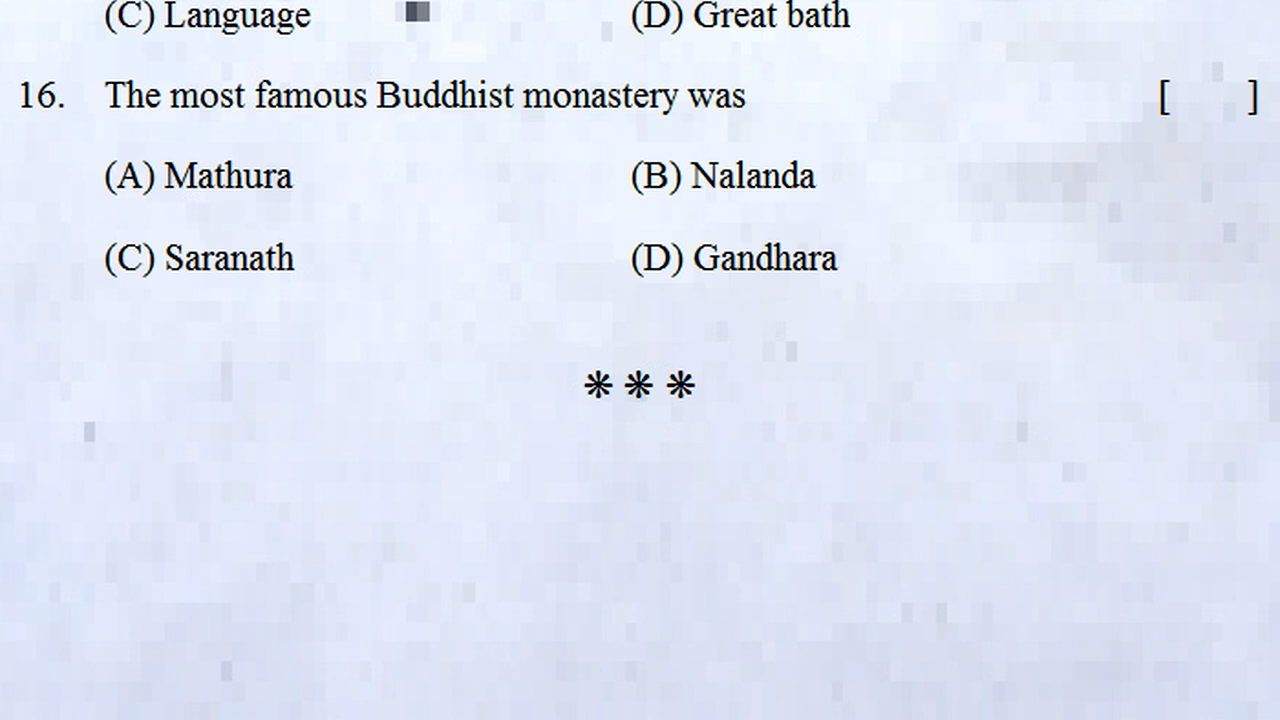 (C) Language (D) Great bath
16. The most famous Buddhist monastery was [ ]
(A) Mathura (B) Nalanda
(C) Saranath (D) Gandhara
* * *